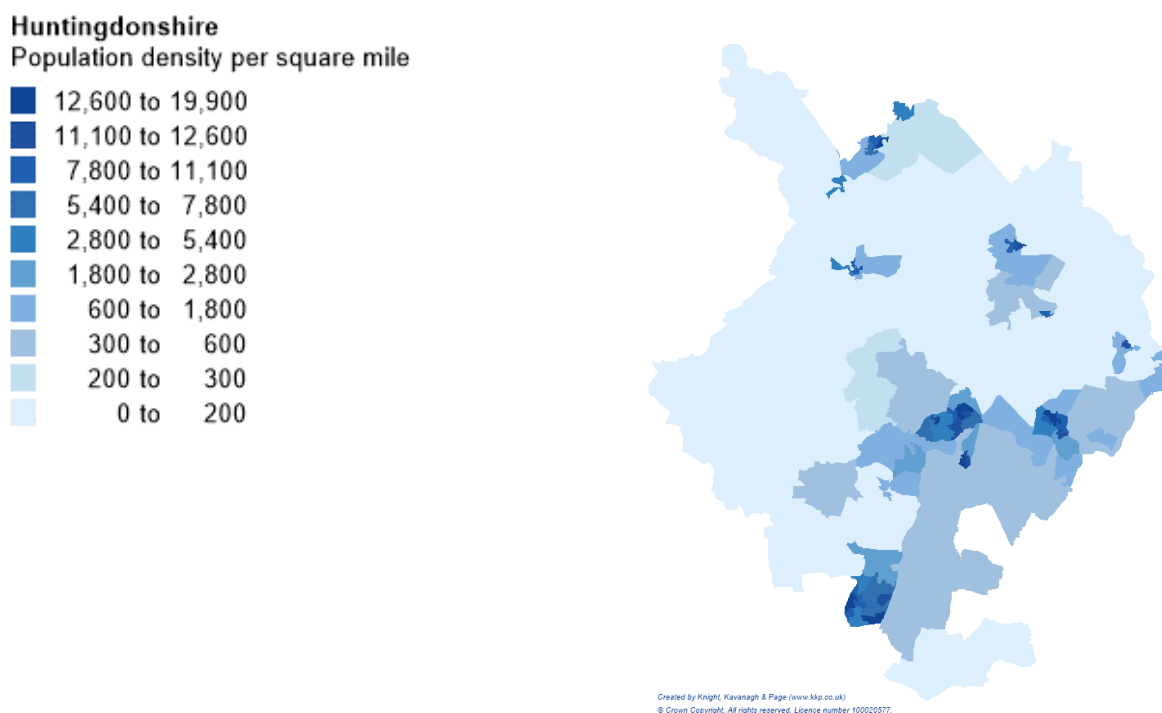 Huntingdonshire
Population density per square mile
12,600 to 19,900
11,100 to 12,600
7,800 to 11,100
5,400 to 7,800
2,800 to 5,400
1,800 to 2,800
600 to 1,800
300 to 600
200 to 300
0 to 200
Created by Knight, Kavanagh & Page (www.kkp.co.uk)
© Crown Copyright. All rights reserved. Licence number 100020577.